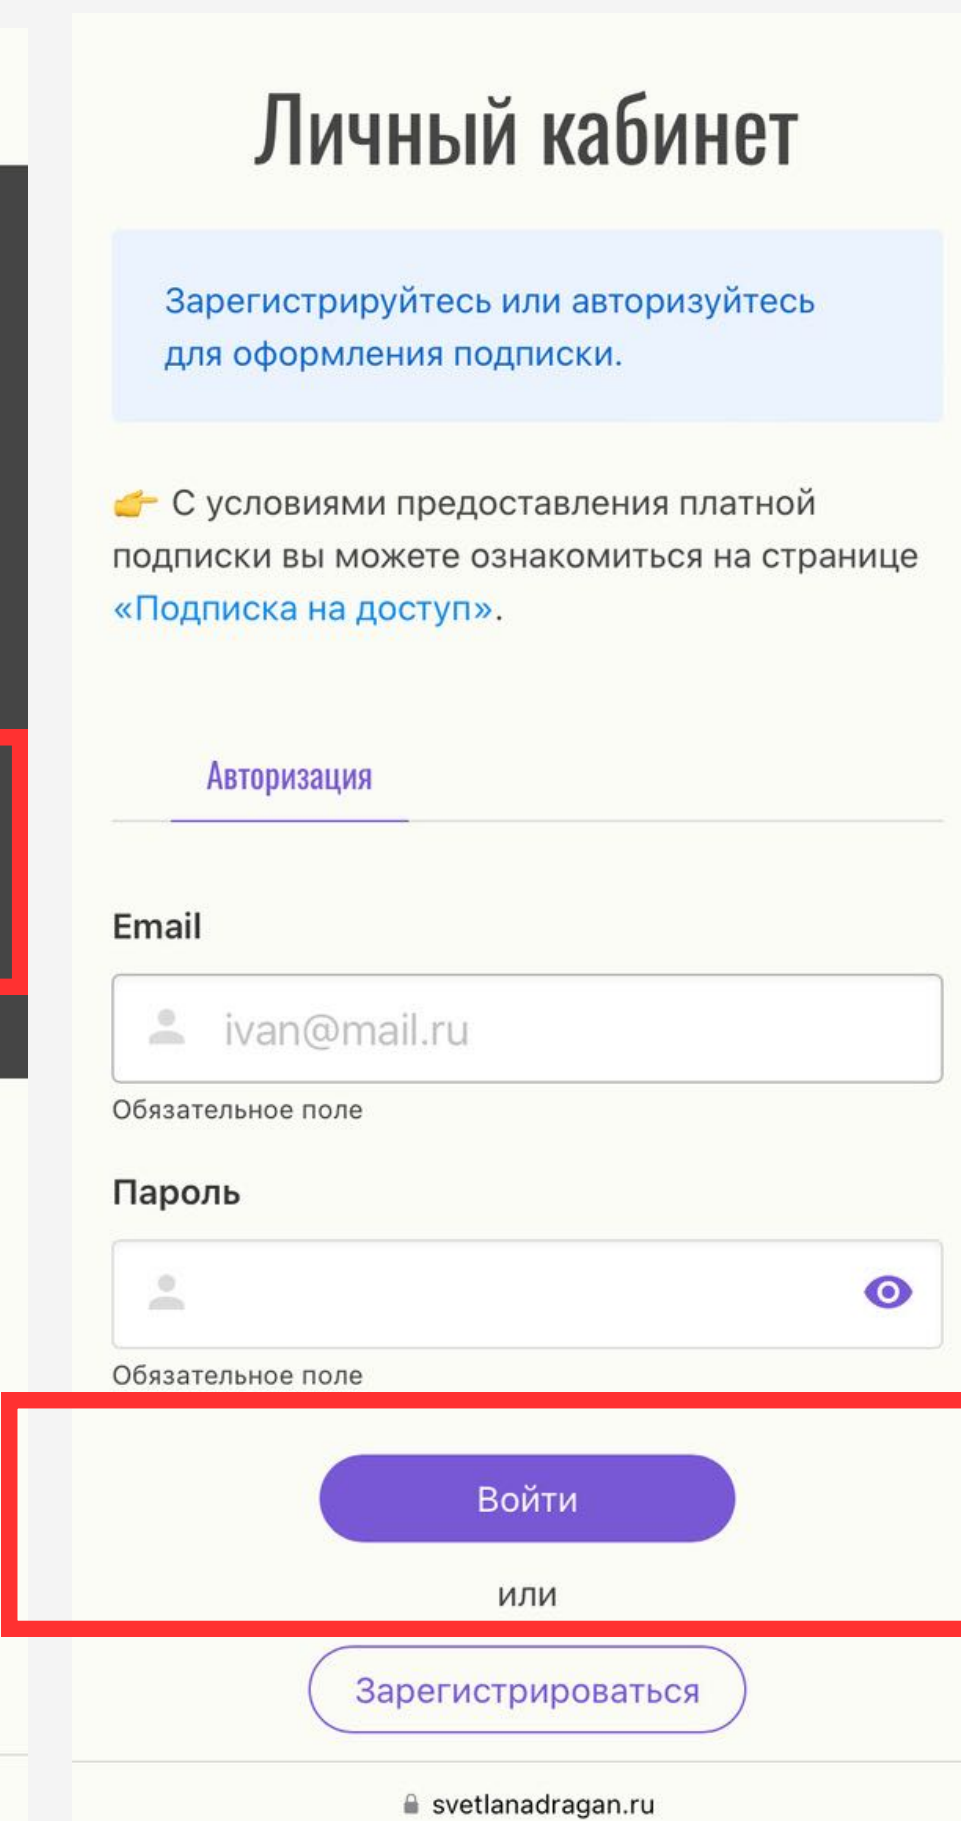 Личный кабинет
Зарегистрируйтесь или авторизуйтесь
для оформления подписки.
👉 С условиями предоставления платной
подписки вы можете ознакомиться на странице
«Подписка на доступ».
Авторизация
Email
ivan@mail.ru
Обязательное поле
Пароль
Обязательное поле
Войти
или
Зарегистрироваться
svetlanadragan.ru